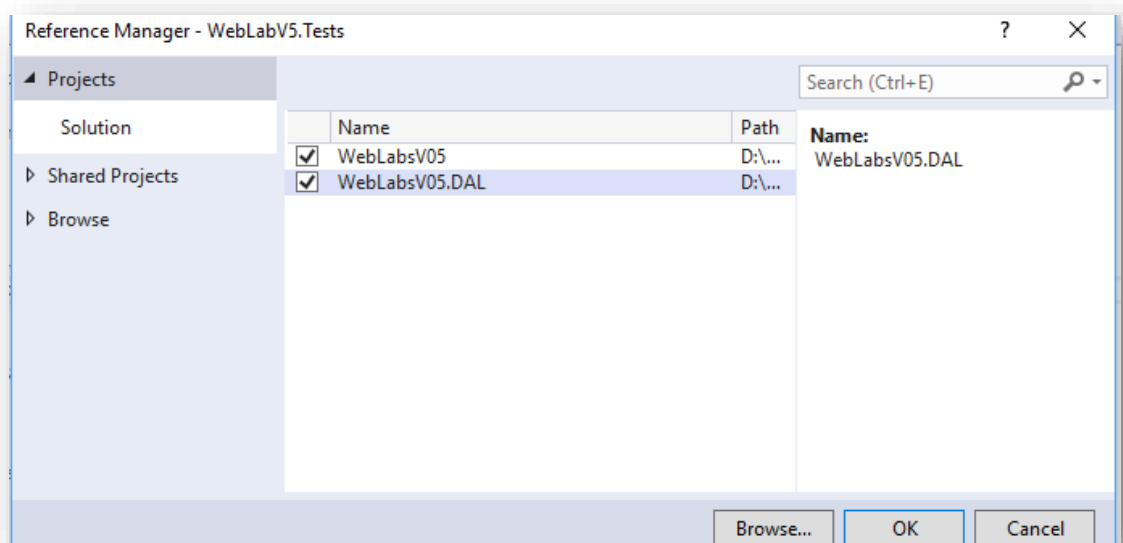 Reference Manager - WebLabV5.Tests ? ×
Projects
Search (Ctrl+E)
Solution
Name Path
WebLabsV05 D:\...
WebLabsV05.DAL D:\...
Name:
WebLabsV05.DAL
Shared Projects
Browse
Browse... OK Cancel